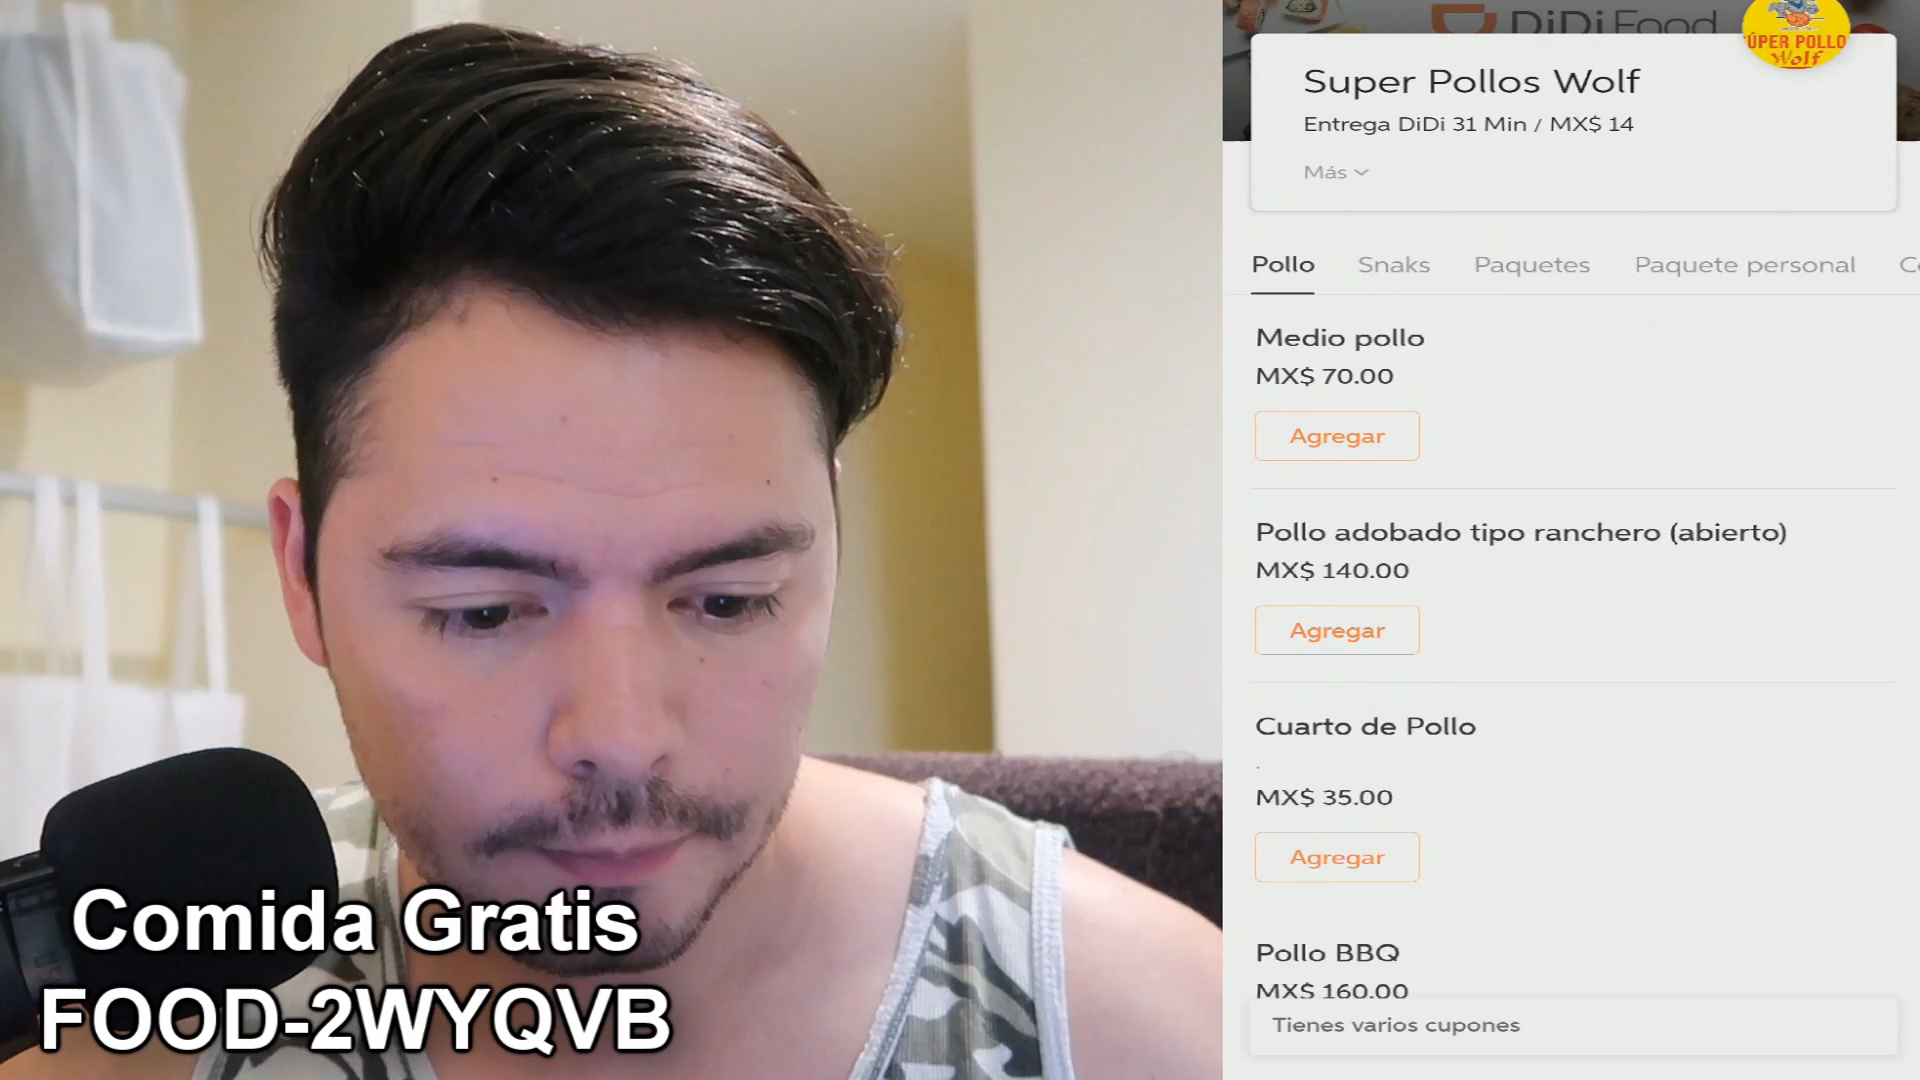 DiDi Food
SÚPER POLLO
Wolf
Super Pollos Wolf
Entrega DiDi 31 Min / MX$ 14
Más
Pollo Snaks Paquetes Paquete personal
Medio pollo
MX$ 70.00
Agregar
Pollo adobado tipo ranchero (abierto)
MX$ 140.00
Agregar
Cuarto de Pollo
.
MX$ 35.00
Agregar
Pollo BBQ
MX$ 160.00
Tienes varios cupones
Comida Gratis
FOOD-2WYQVB